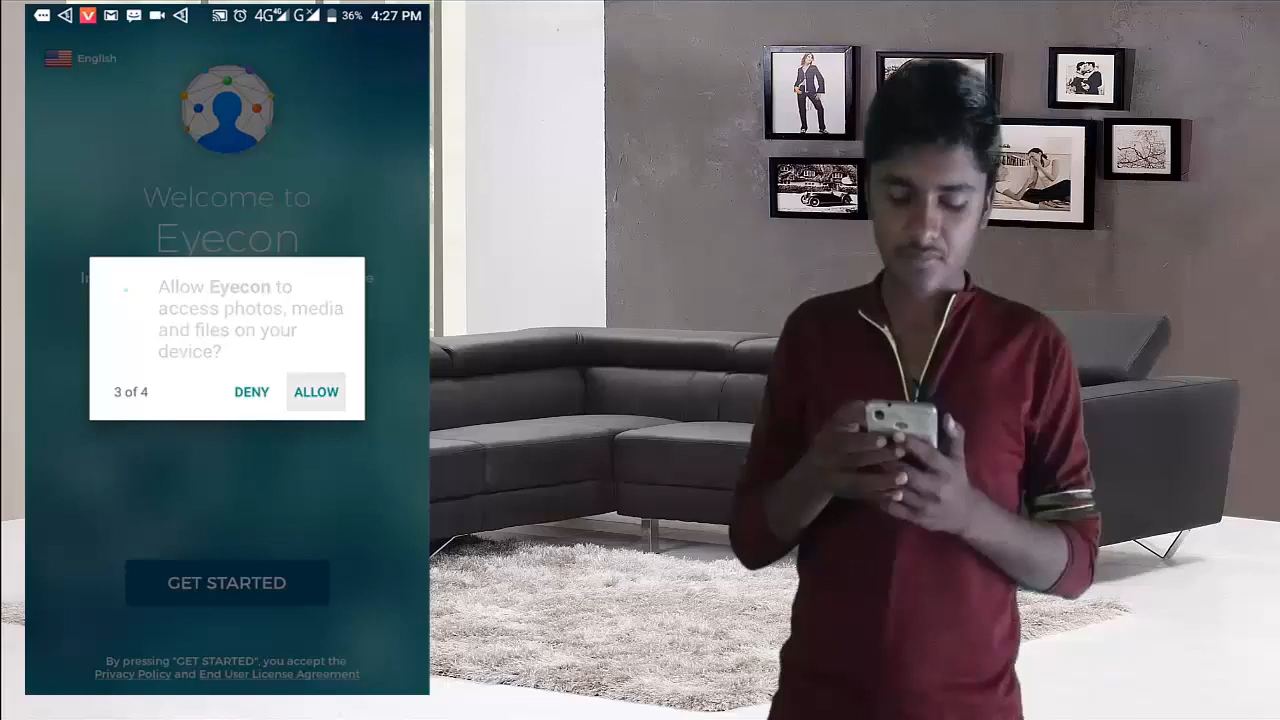 4G 4G G 36% 4:27 PM
English
Welcome to
Eyecon
Allow Eyecon to
access photos, media
and files on your
device?
3 of 4 DENY ALLOW
GET STARTED
By pressing "GET STARTED", you accept the
Privacy Policy and End User License Agreement